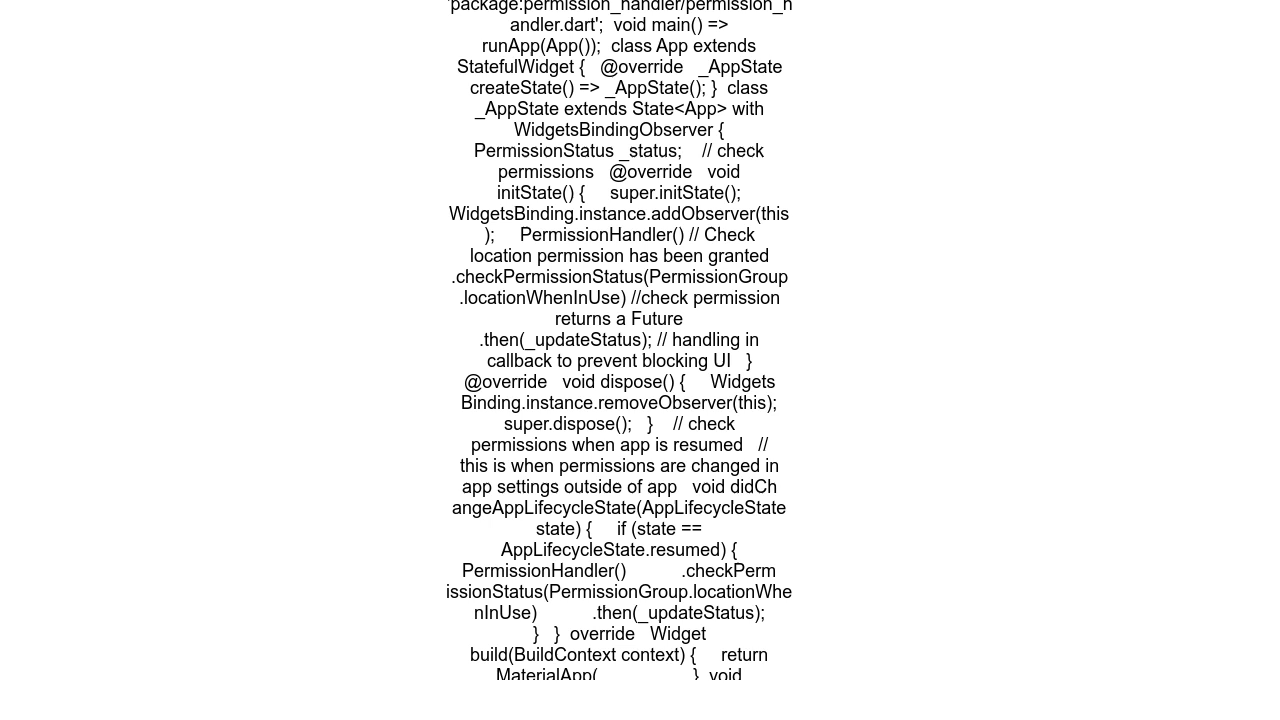 'package:permission_handler/permission_h
andler.dart';  void main() =>
runApp(App());  class App extends
StatefulWidget {   @override   _AppState
createState() => _AppState(); }  class
_AppState extends State<App> with
WidgetsBindingObserver {
PermissionStatus _status;    // check
permissions   @override   void
initState() {     super.initState();
WidgetsBinding.instance.addObserver(this
);     PermissionHandler() // Check
location permission has been granted
.checkPermissionStatus(PermissionGroup
.locationWhenInUse) //check permission
returns a Future
.then(_updateStatus); // handling in
callback to prevent blocking UI   }
@override   void dispose() {     Widgets
Binding.instance.removeObserver(this);
super.dispose();   }    // check
permissions when app is resumed   //
this is when permissions are changed in
app settings outside of app   void didCh
angeAppLifecycleState(AppLifecycleState
state) {     if (state ==
AppLifecycleState.resumed) {
PermissionHandler()           .checkPerm
issionStatus(PermissionGroup.locationWhe
nInUse)           .then(_updateStatus);
}   }  override   Widget
build(BuildContext context) {     return
MaterialApp(                   }  void